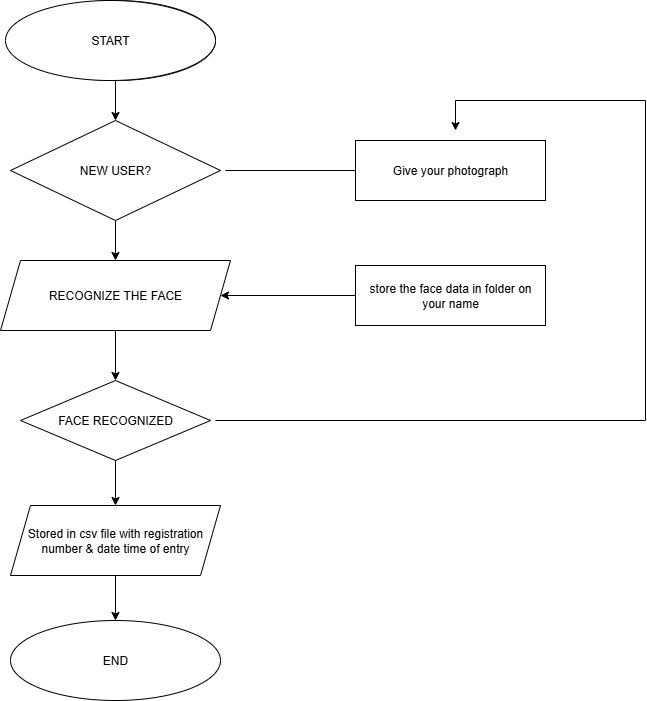 START
NEW USER?
Give your photograph
RECOGNIZE THE FACE
store the face data in folder on
your name
FACE RECOGNIZED
Stored in csv file with registration
number & date time of entry
END